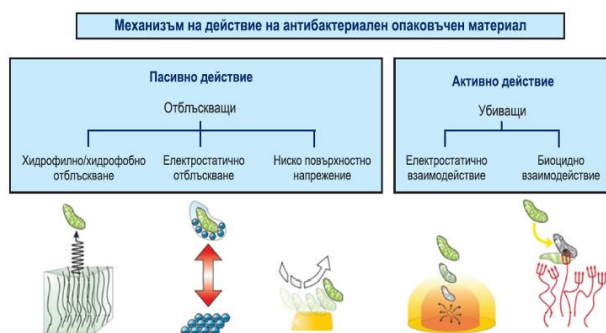 Механизъм на действие на антибактериален опаковъчен материал
Пасивно действие
Отблъскващи
Хидрофилно/хидрофобно
отблъскване
Електростатично
отблъскване
Ниско повърхностно
напрежение
Активно действие
Убиващи
Електростатично
взаимодействие
Биоцидно
взаимодействие